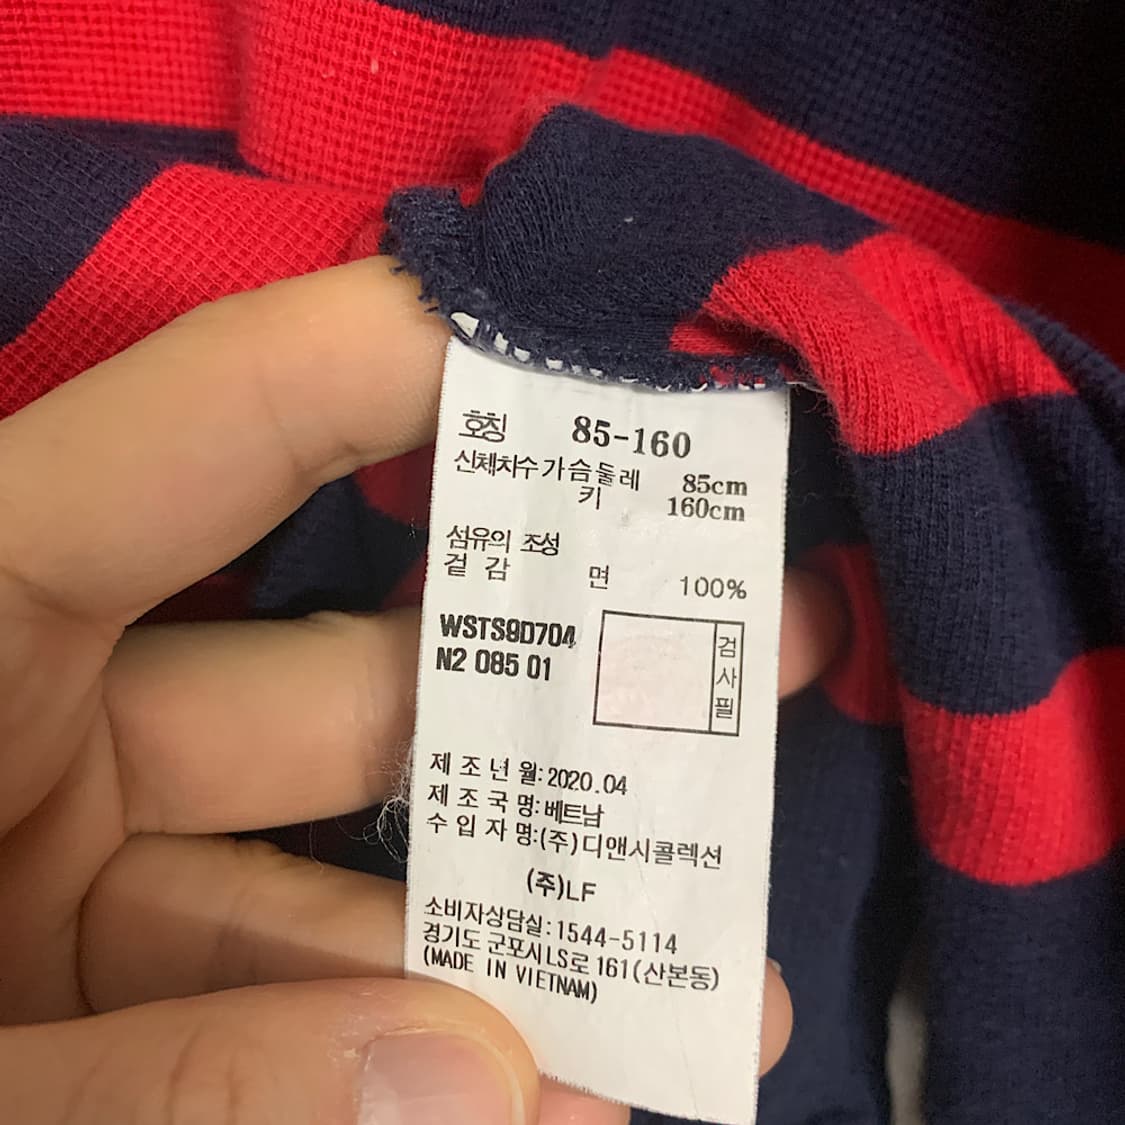 호칭 85-160
신체치수 가슴둘레 85cm
키 160cm
섬유의 조성
겉감 면 100%
WSTS9D704
N2 085 01
검사필
제조년월:2020.04
제조국명:베트남
수입자명:(주)디앤시콜렉션
(주)LF
소비자상담실:1544-5114
경기도 군포시LS로 161(산본동)
(MADE IN VIETNAM)